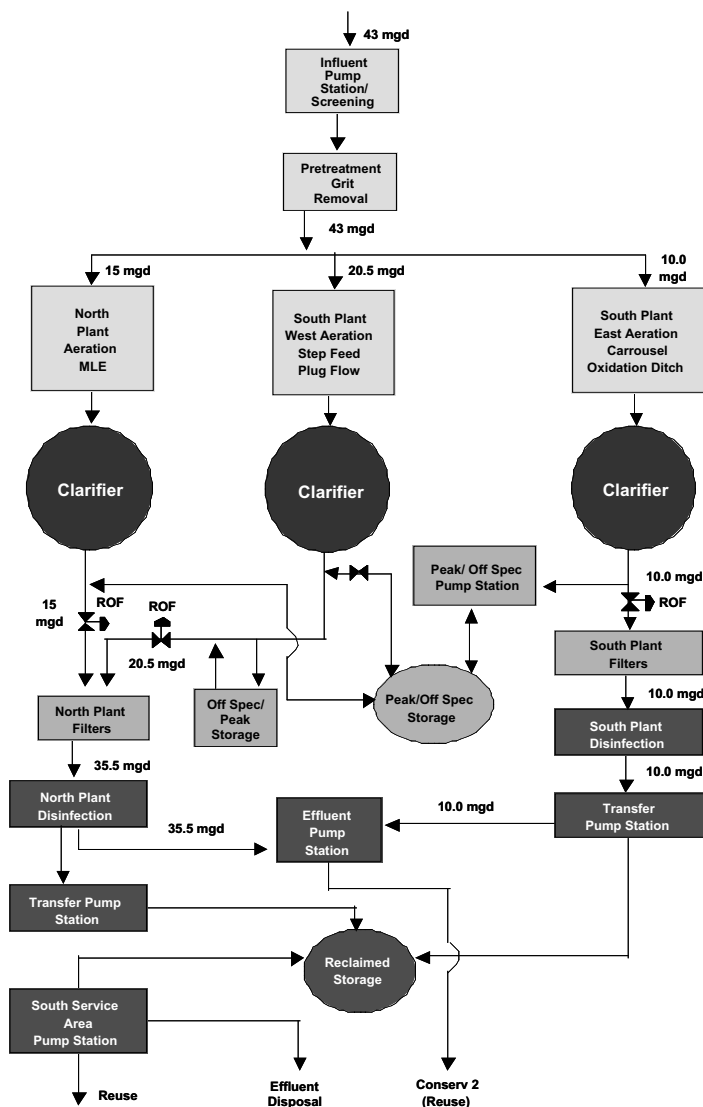 43 mgd
Influent
Pump
Station/
Screening
Pretreatment
Grit
Removal
43 mgd
15 mgd
20.5 mgd
10.0
mgd
North
Plant
Aeration
MLE
South Plant
West Aeration
Step Feed
Plug Flow
South Plant
East Aeration
Carrousel
Oxidation Ditch
Clarifier
Clarifier
Clarifier
15
mgd
ROF
ROF
20.5 mgd
Peak/ Off Spec
Pump Station
10.0 mgd
ROF
South Plant
Filters
North Plant
Filters
Off Spec/
Peak
Storage
Peak/Off Spec
Storage
10.0 mgd
South Plant
Disinfection
35.5 mgd
10.0 mgd
North Plant
Disinfection
35.5 mgd
Effluent
Pump
Station
10.0 mgd
Transfer
Pump Station
Transfer Pump
Station
Reclaimed
Storage
South Service
Area
Pump Station
Reuse
Effluent
Disposal
Conserv 2
(Reuse)